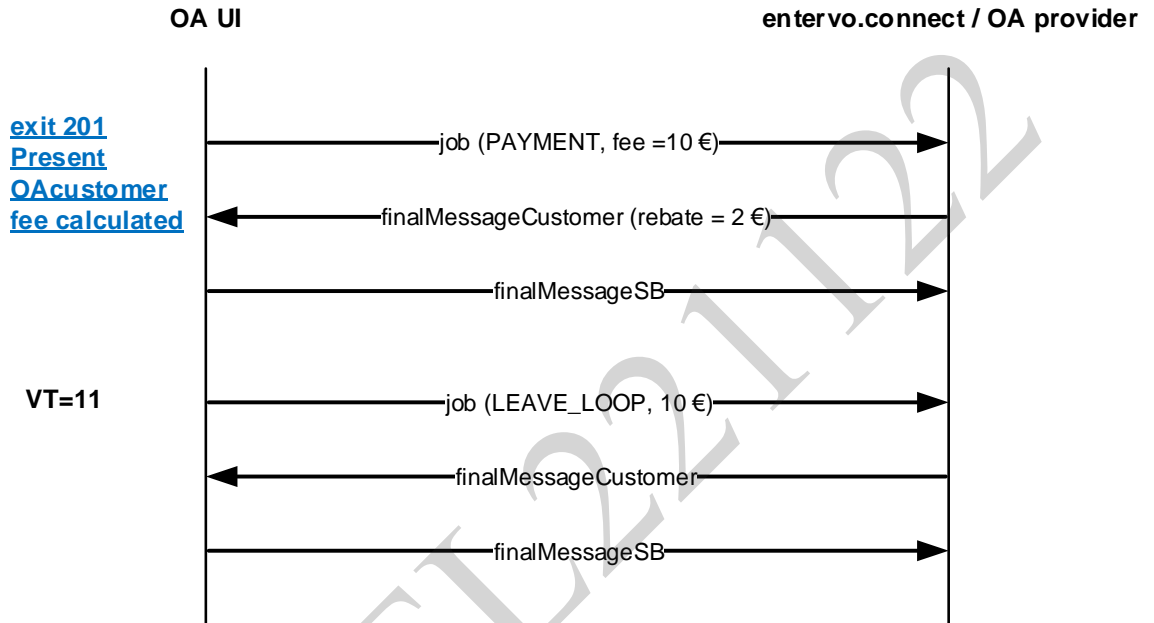 OA UI
entervo.connect / OA provider
exit 201
Present
OAcustomer
fee calculated
job (PAYMENT, fee =10 €)
finalMessageCustomer (rebate = 2 €)
finalMessageSB
VT=11
job (LEAVE_LOOP, 10 €)
finalMessageCustomer
finalMessageSB